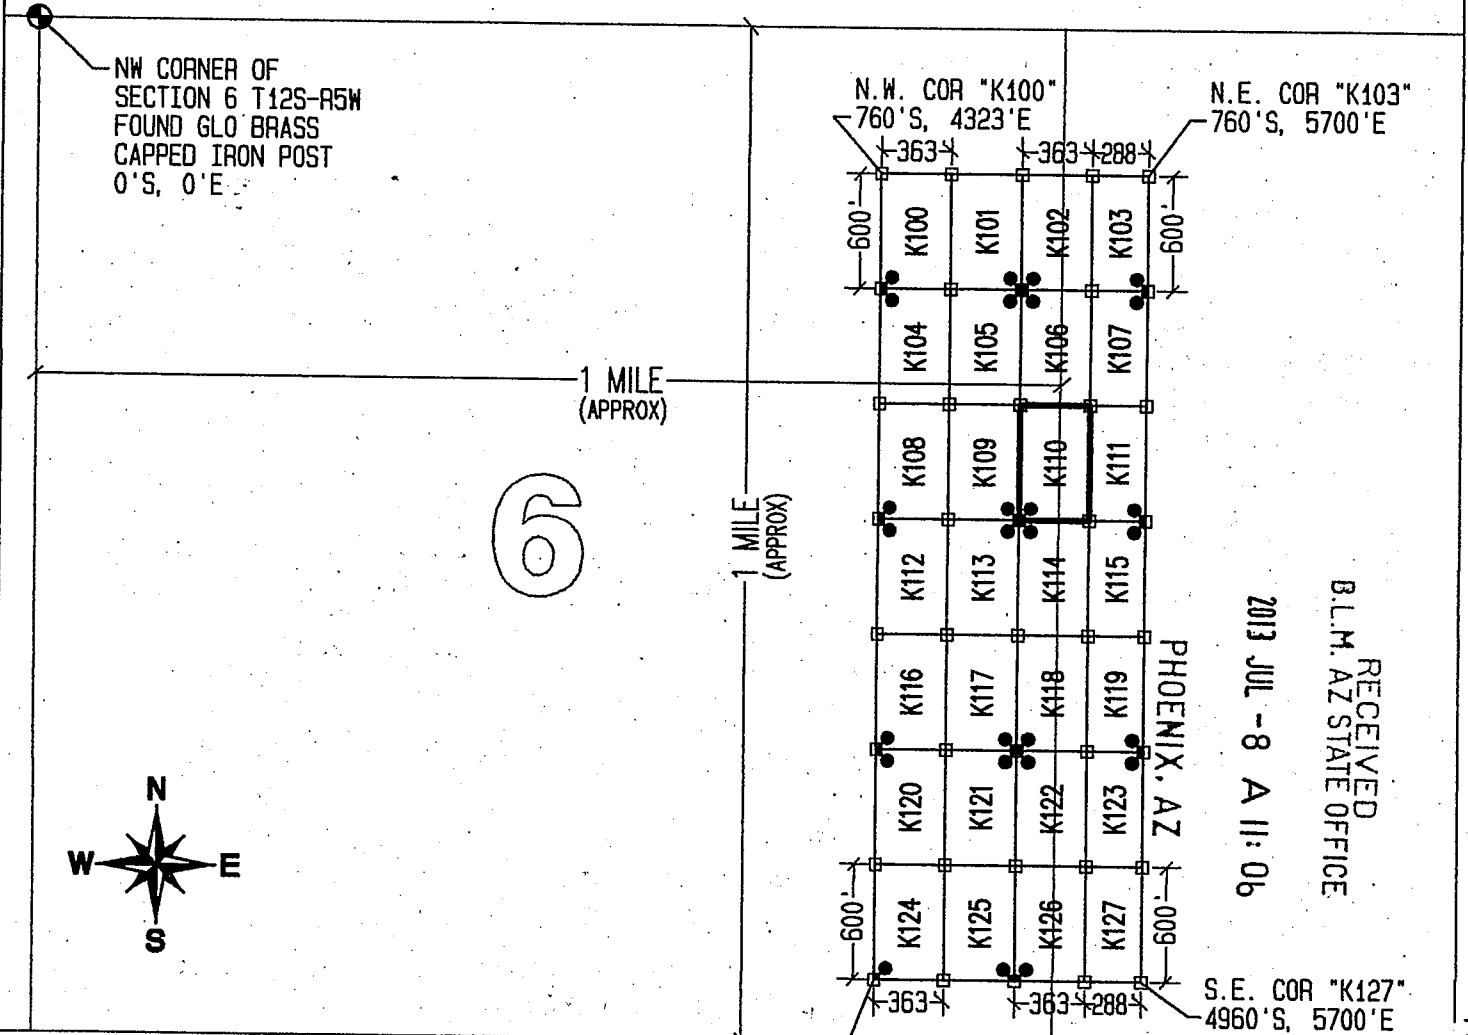 NW CORNER OF
SECTION 6 T12S-R5W
FOUND GLO BRASS
CAPPED IRON POST
0'S, 0'E
N.W. COR "K100"
760'S, 4323'E
N.E. COR "K103"
760'S, 5700'E
363
363
288
600'
600'
K100
K101
K102
K103
K104
K105
K106
K107
1 MILE
(APPROX)
K108
K109
K110
K111
6
1 MILE
(APPROX)
K112
K113
K114
K115
K116
K117
K118
K119
RECEIVED
B.L.M. AZ STATE OFFICE
2013 JUL -8 A 11: 06
PHOENIX, AZ
K120
K121
K122
K123
N
W
E
S
600'
600'
K124
K125
K126
K127
363
363
288
S.E. COR "K127"
4960'S, 5700'E